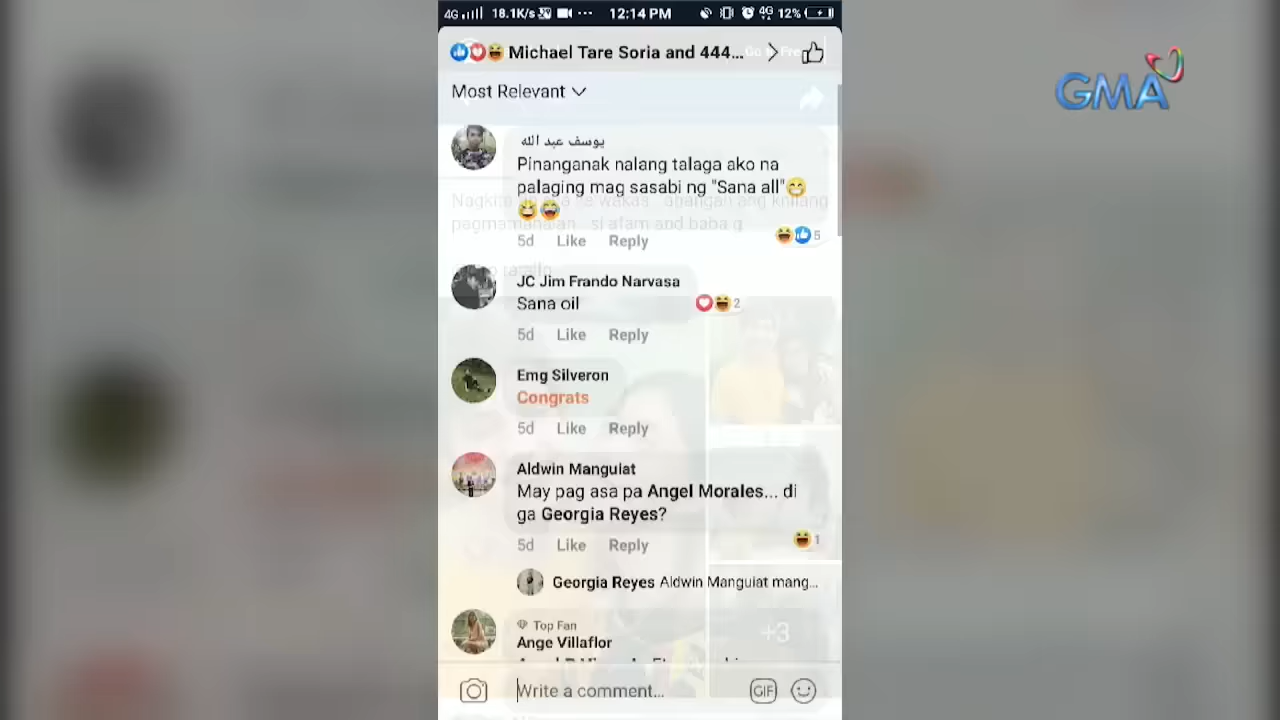 4G 18.1K/s ... 12:14 PM 4G 12%
Michael Tare Soria and 444...
Most Relevant
GMA
يوسف عبد الله
Pinanganak nalang talaga ako na
palaging mag sasabi ng "Sana all"😁
😆😭
5d Like Reply 5
JC Jim Frando Narvasa
Sana oil
2
5d Like Reply
Emg Silveron
Congrats
5d Like Reply
Aldwin Manguiat
May pag asa pa Angel Morales... di
ga Georgia Reyes?
5d Like Reply 1
Georgia Reyes Aldwin Manguiat mang...
Top Fan
Ange Villaflor
+3
Write a comment... GIF